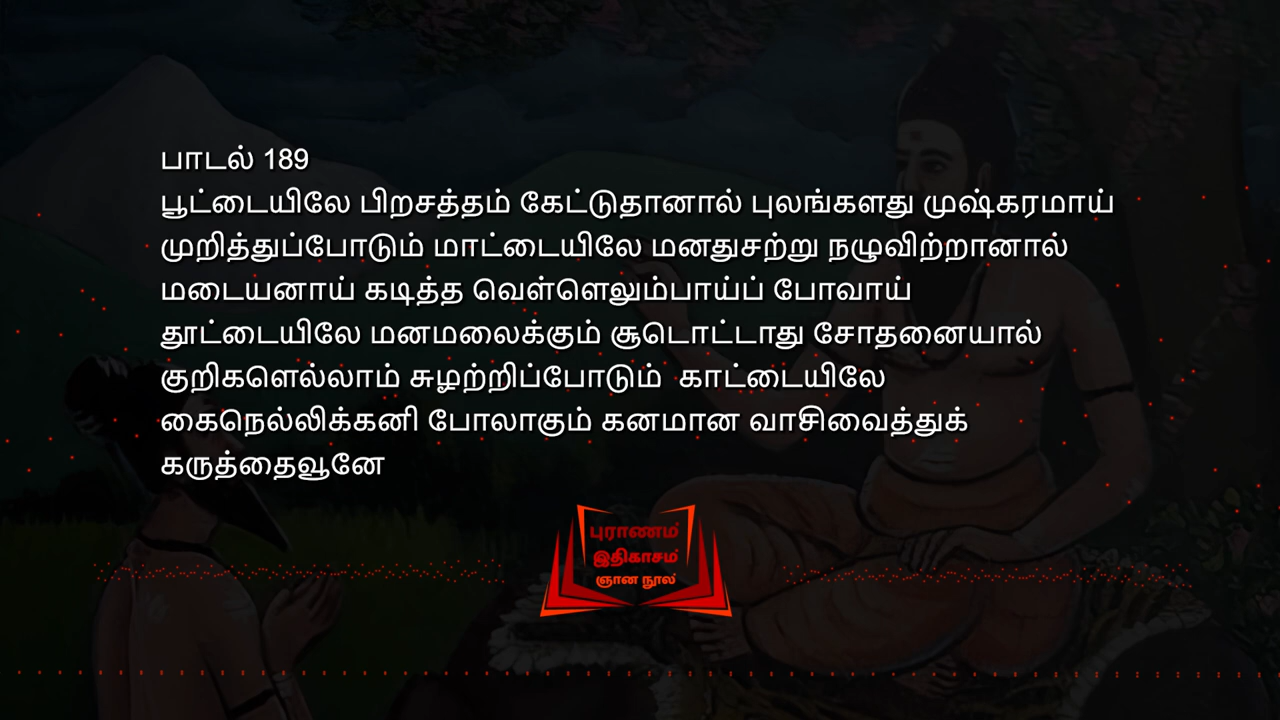 பாடல் 189
பூட்டையிலே பிறசத்தம் கேட்டுதானால் புலங்களது முஷ்கரமாய்
முறித்துப்போடும் மாட்டையிலே மனதுசற்று நழுவிற்றானால்
மடையனாய் கடித்த வெள்ளெலும்பாய்ப் போவாய்
தூட்டையிலே மனமலைக்கும் சூடொட்டாது சோதனையால்
குறிகளெல்லாம் சுழற்றிப்போடும் காட்டையிலே
கைநெல்லிக்கனி போலாகும் கனமான வாசிவைத்துக்
கருத்தைவூனே
புராணம்
இதிகாசம்
ஞான நூல்